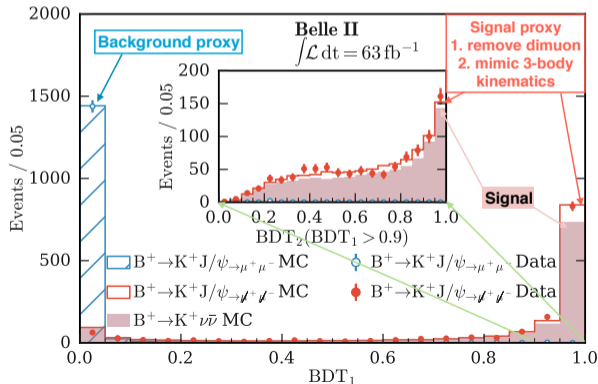 2000
1500
1000
500
0
Events / 0.05
Background proxy
Belle II
∫ℒ dt = 63 fb⁻¹
Signal proxy
1. remove dimuon
2. mimic 3-body
kinematics
200
150
100
50
0
Events / 0.05
0.0 0.2 0.4 0.6 0.8 1.0
BDT₂(BDT₁ > 0.9)
Signal
B⁺→K⁺J/ψ→μ⁺μ⁻ MC
B⁺→K⁺J/ψ→μ⁺μ⁻ Data
B⁺→K⁺J/ψ→μ̸⁺μ̸⁻ MC
B⁺→K⁺J/ψ→μ̸⁺μ̸⁻ Data
B⁺→K⁺νν̄ MC
0.0 0.2 0.4 0.6 0.8 1.0
BDT₁